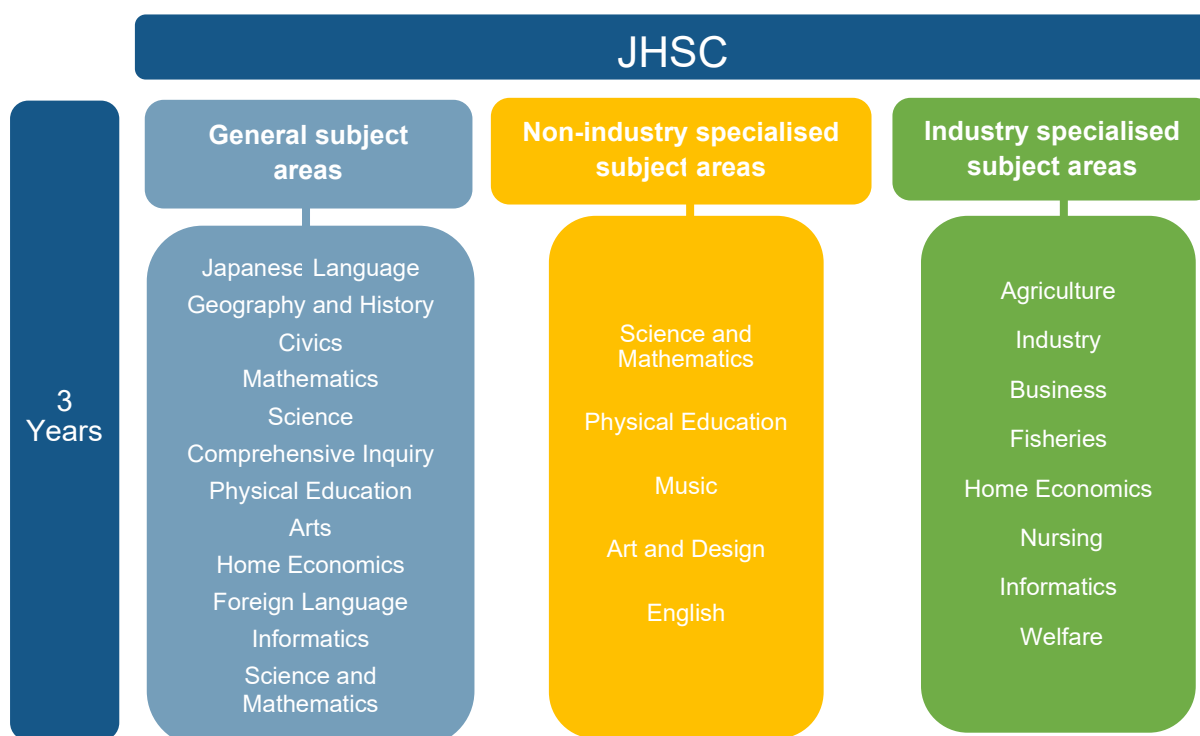 JHSC
3
Years
General subject
areas
Japanese Language
Geography and History
Civics
Mathematics
Science
Comprehensive Inquiry
Physical Education
Arts
Home Economics
Foreign Language
Informatics
Science and
Mathematics
Non-industry specialised
subject areas
Science and
Mathematics
Physical Education
Music
Art and Design
English
Industry specialised
subject areas
Agriculture
Industry
Business
Fisheries
Home Economics
Nursing
Informatics
Welfare